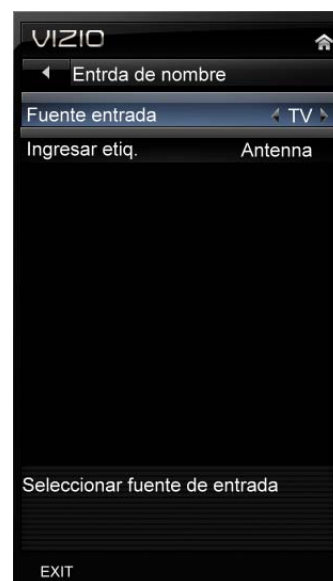 VIZIO
Entrda de nombre
Fuente entrada TV
Ingresar etiq. Antenna
Seleccionar fuente de entrada
EXIT